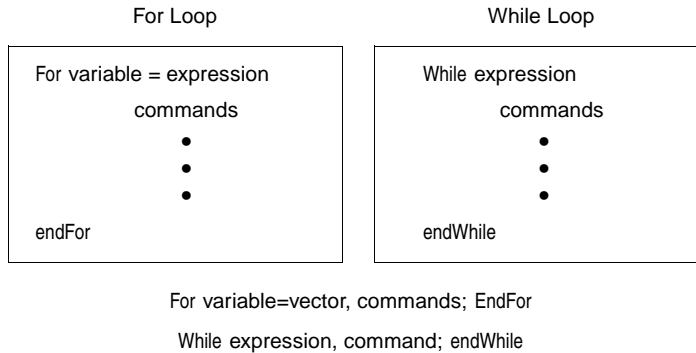 For Loop
While Loop
For variable = expression
commands
•
•
•
endFor
While expression
commands
•
•
•
endWhile
For variable=vector, commands; EndFor
While expression, command; endWhile